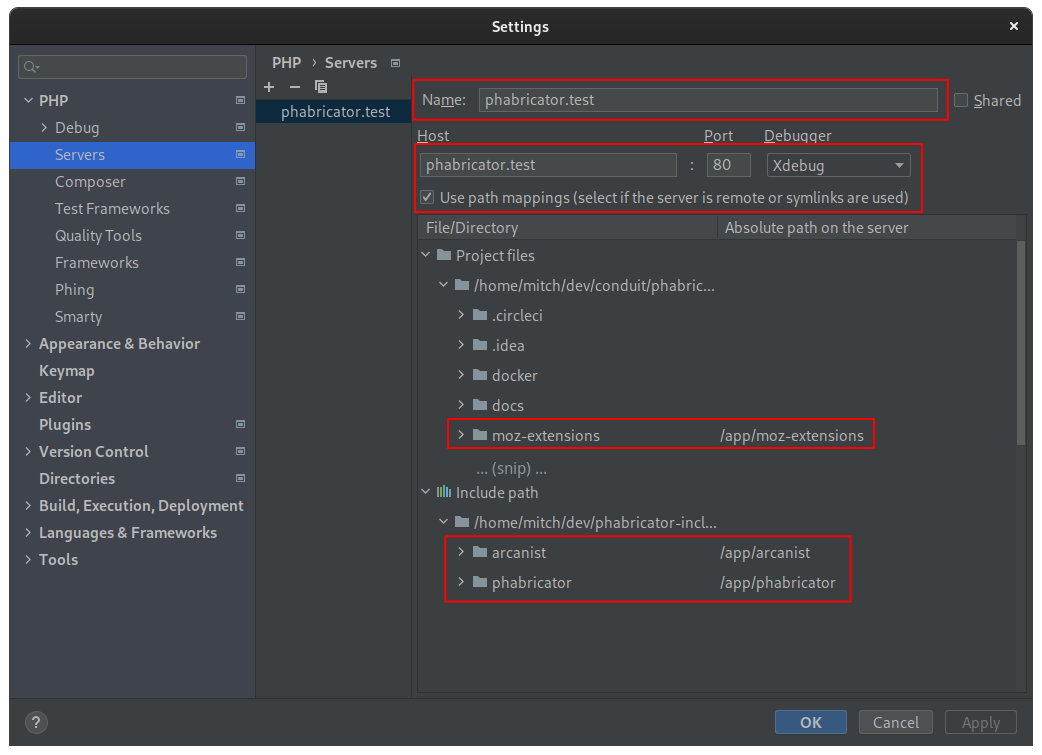 Settings
PHP
Debug
Servers
Composer
Test Frameworks
Quality Tools
Frameworks
Phing
Smarty
Appearance & Behavior
Keymap
Editor
Plugins
Version Control
Directories
Build, Execution, Deployment
Languages & Frameworks
Tools
PHP › Servers
phabricator.test
Name: phabricator.test Shared
Host Port Debugger
phabricator.test : 80 Xdebug
Use path mappings (select if the server is remote or symlinks are used)
File/Directory Absolute path on the server
Project files
/home/mitch/dev/conduit/phabric...
.circleci
.idea
docker
docs
moz-extensions /app/moz-extensions
... (snip) ...
Include path
/home/mitch/dev/phabricator-incl...
arcanist /app/arcanist
phabricator /app/phabricator
? OK Cancel Apply